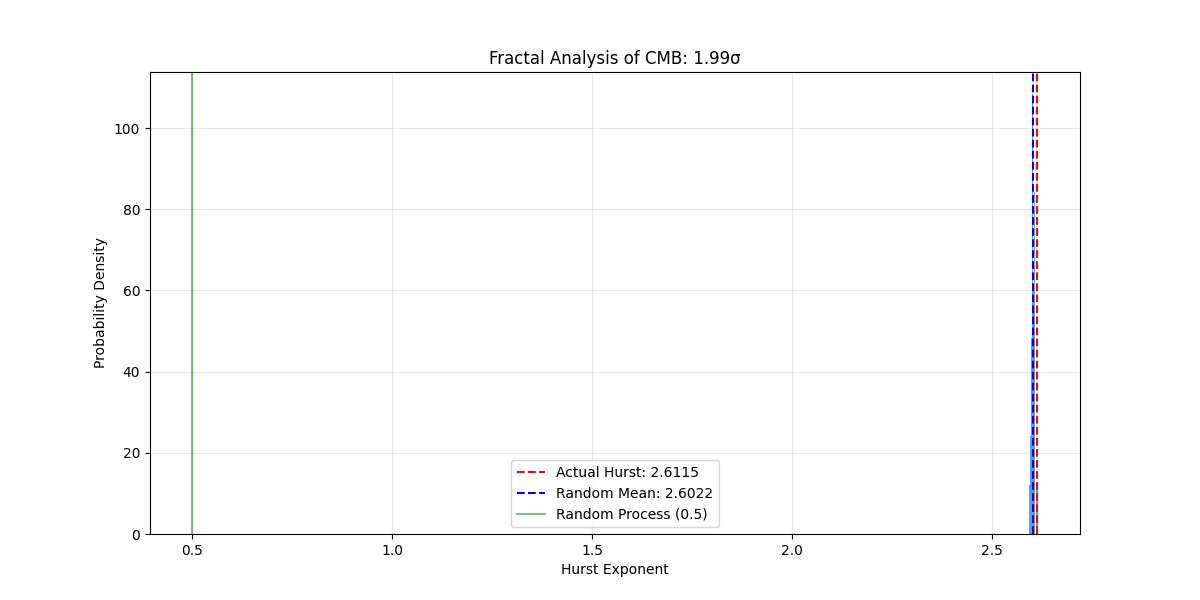 Fractal Analysis of CMB: 1.99σ
Probability Density
100
80
60
40
20
0
0.5
1.0
1.5
2.0
2.5
Hurst Exponent
Actual Hurst: 2.6115
Random Mean: 2.6022
Random Process (0.5)